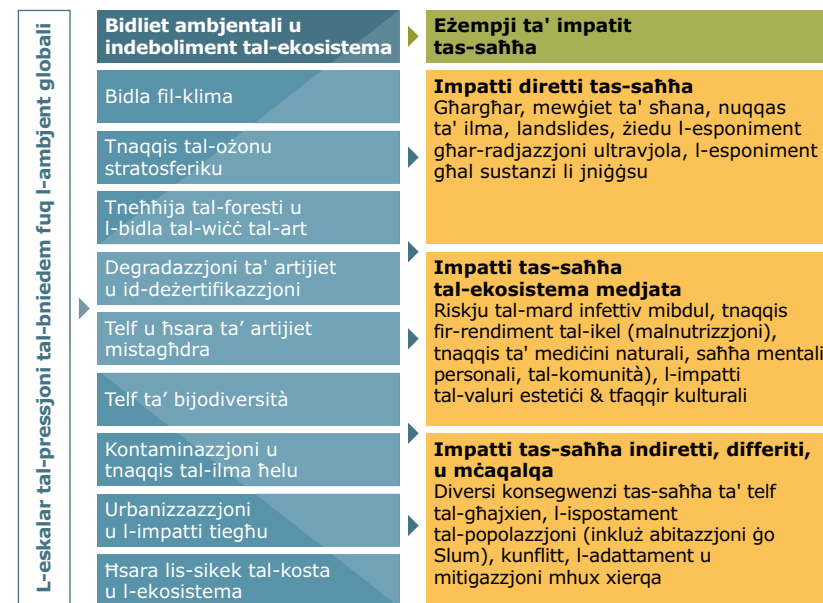 L-eskalar tal-pressjoni tal-bniedem fuq l-ambjent globali
Bidliet ambjentali u
indeboliment tal-ekosistema
Bidla fil-klima
Tnaqqis tal-ożonu
stratosferiku
Tneħħija tal-foresti u
l-bidla tal-wiċċ tal-art
Degradazzjoni ta' artijiet
u id-deżertifikazzjoni
Telf u ħsara ta’ artijiet
mistagħdra
Telf ta’ bijodiversità
Kontaminazzjoni u
tnaqqis tal-ilma ħelu
Urbanizzazzjoni
u l-impatti tiegħu
Ħsara lis-sikek tal-kosta
u l-ekosistema
Eżempji ta' impatit
tas-saħħa
Impatti diretti tas-saħħa
Għargħar, mewġiet ta' sħana, nuqqas
ta' ilma, landslides, żiedu l-esponiment
għar-radjazzjoni ultravjola, l-esponiment
għal sustanzi li jniġġsu
Impatti tas-saħħa
tal-ekosistema medjata
Riskju tal-mard infettiv mibdul, tnaqqis
fir-rendiment tal-ikel (malnutrizzjoni),
tnaqqis ta' mediċini naturali, saħħa mentali
personali, tal-komunità), l-impatti
tal-valuri estetiċi & tfaqqir kulturali
Impatti tas-saħħa indiretti, differiti,
u mċaqalqa
Diversi konsegwenzi tas-saħħa ta' telf
tal-għajxien, l-ispostament
tal-popolazzjoni (inkluż abitazzjoni ġo
Slum), kunflitt, l-adattament u
mitigazzjoni mhux xierqa